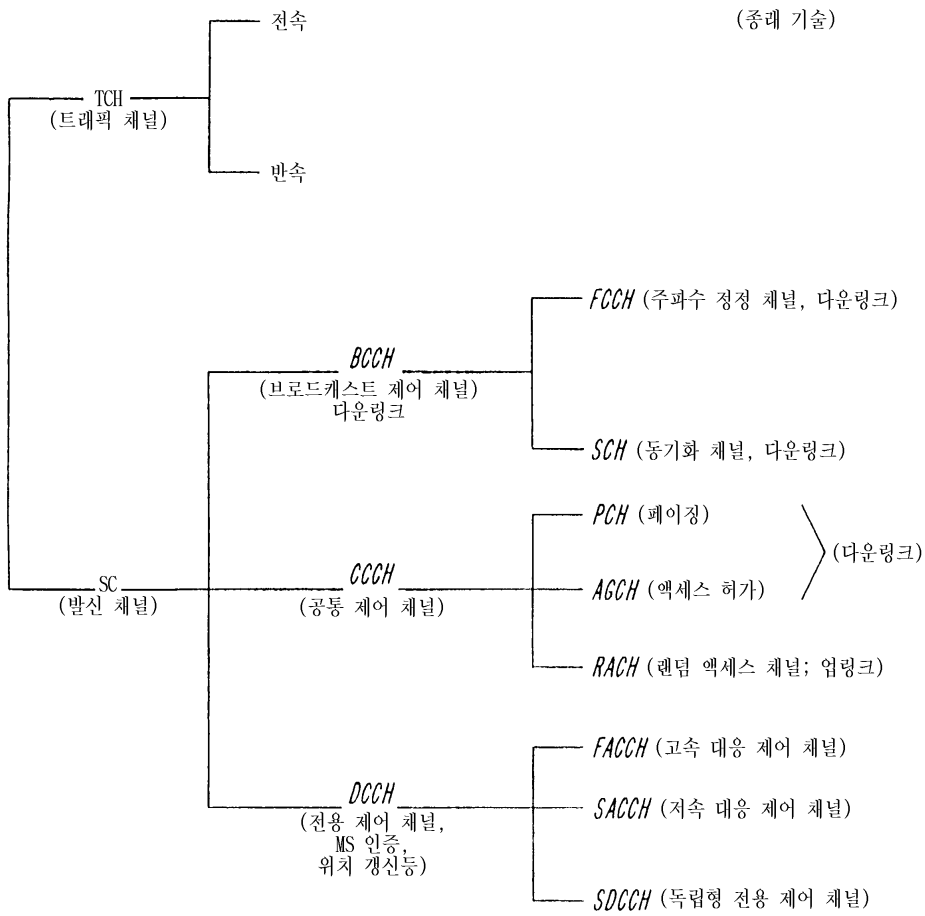 전속
(종래 기술)
TCH
(트래픽 채널)
반속
FCCH (주파수 정정 채널, 다운링크)
BCCH
(브로드캐스트 제어 채널)
다운링크
SCH (동기화 채널, 다운링크)
PCH (페이징)
(다운링크)
SC
(발신 채널)
CCCH
(공통 제어 채널)
AGCH (액세스 허가)
RACH (랜덤 액세스 채널; 업링크)
FACCH (고속 대응 제어 채널)
DCCH
(전용 제어 채널,
MS 인증,
위치 갱신등)
SACCH (저속 대응 제어 채널)
SDCCH (독립형 전용 제어 채널)